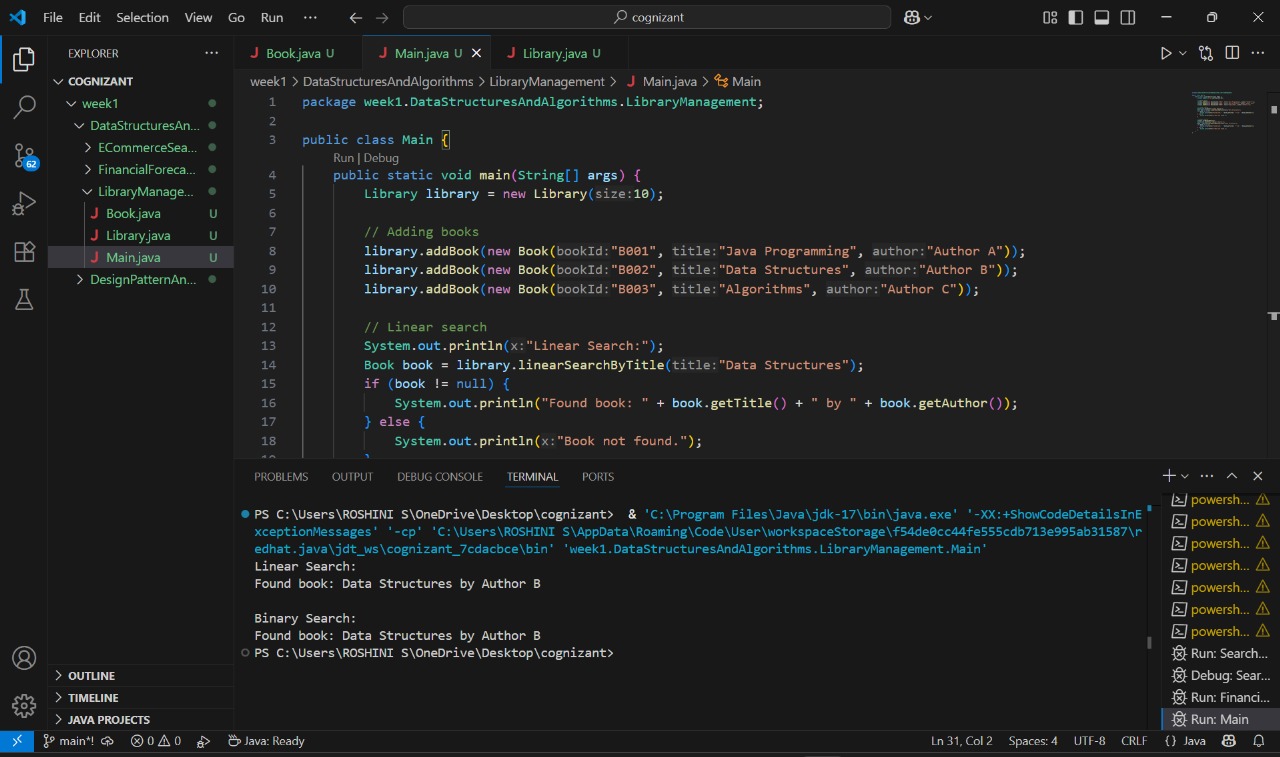 File Edit Selection View Go Run ··· cognizant
EXPLORER ···
COGNIZANT
week1
DataStructuresAn...
ECommerceSea...
FinancialForeca...
LibraryManage...
Book.java U
Library.java U
Main.java U
DesignPatternAn...
62
OUTLINE
TIMELINE
JAVA PROJECTS
J Book.java U J Main.java U J Library.java U
week1 > DataStructuresAndAlgorithms > LibraryManagement > J Main.java > Main
1 package week1.DataStructuresAndAlgorithms.LibraryManagement;
2
3 public class Main {
Run | Debug
4 public static void main(String[] args) {
5 Library library = new Library(size:10);
6
7 // Adding books
8 library.addBook(new Book(bookId:"B001", title:"Java Programming", author:"Author A"));
9 library.addBook(new Book(bookId:"B002", title:"Data Structures", author:"Author B"));
10 library.addBook(new Book(bookId:"B003", title:"Algorithms", author:"Author C"));
11
12 // Linear search
13 System.out.println(x:"Linear Search:");
14 Book book = library.linearSearchByTitle(title:"Data Structures");
15 if (book != null) {
16 System.out.println("Found book: " + book.getTitle() + " by " + book.getAuthor());
17 } else {
18 System.out.println(x:"Book not found.");
PROBLEMS OUTPUT DEBUG CONSOLE TERMINAL PORTS
PS C:\Users\ROSHINI S\OneDrive\Desktop\cognizant> & 'C:\Program Files\Java\jdk-17\bin\java.exe' '-XX:+ShowCodeDetailsInE
xceptionMessages' '-cp' 'C:\Users\ROSHINI S\AppData\Roaming\Code\User\workspaceStorage\f54de0cc44fe555cdb713e995ab31587\r
edhat.java\jdt_ws\cognizant_7cdacbce\bin' 'week1.DataStructuresAndAlgorithms.LibraryManagement.Main'
Linear Search:
Found book: Data Structures by Author B
Binary Search:
Found book: Data Structures by Author B
PS C:\Users\ROSHINI S\OneDrive\Desktop\cognizant>
powersh...
powersh...
powersh...
powersh...
powersh...
powersh...
powersh...
Run: Search...
Debug: Sear...
Run: Financi...
Run: Main
main*! 0 0 Java: Ready Ln 31, Col 2 Spaces: 4 UTF-8 CRLF {} Java